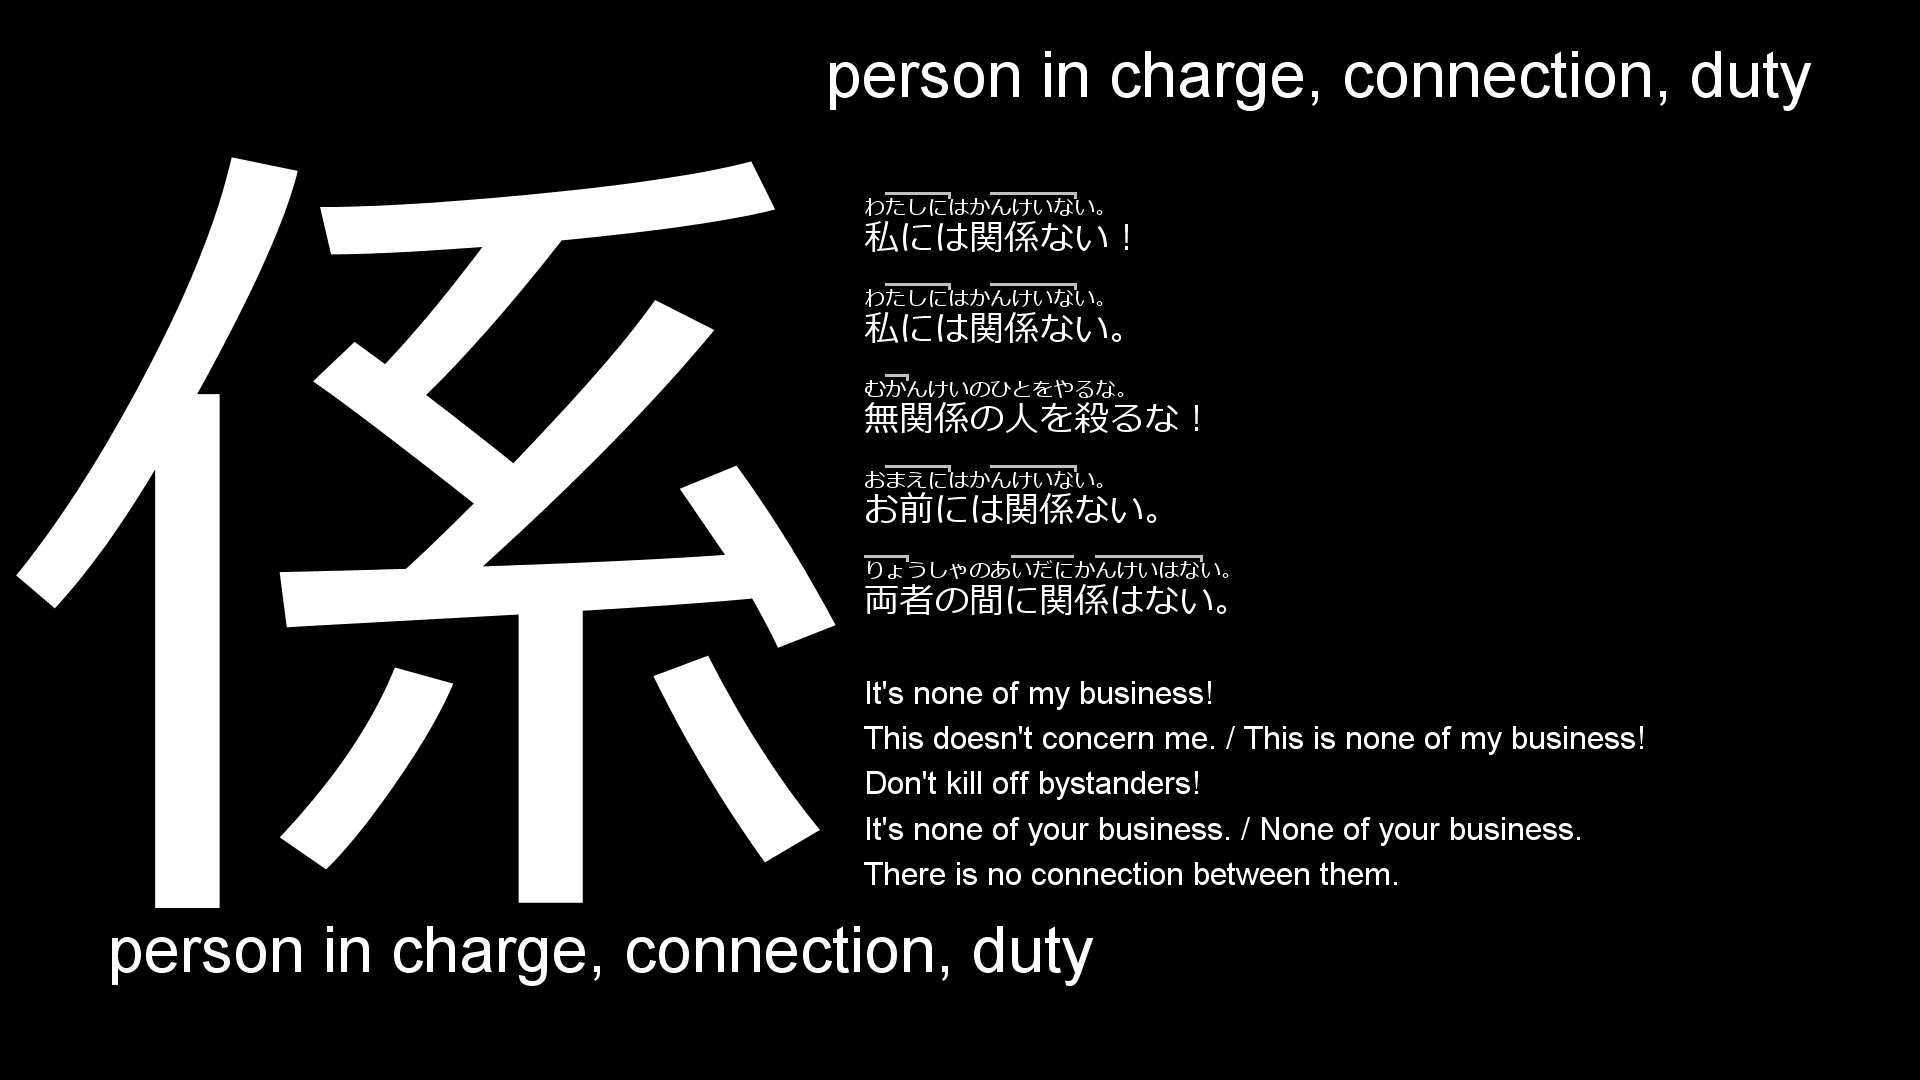 person in charge, connection, duty
係
わたしにはかんけいない。
私には関係ない！
わたしにはかんけいない。
私には関係ない。
むかんけいのひとをやるな。
無関係の人を殺るな！
おまえにはかんけいない。
お前には関係ない。
りょうしゃのあいだにかんけいはない。
両者の間に関係はない。
It's none of my business!
This doesn't concern me. / This is none of my business!
Don't kill off bystanders!
It's none of your business. / None of your business.
There is no connection between them.
person in charge, connection, duty